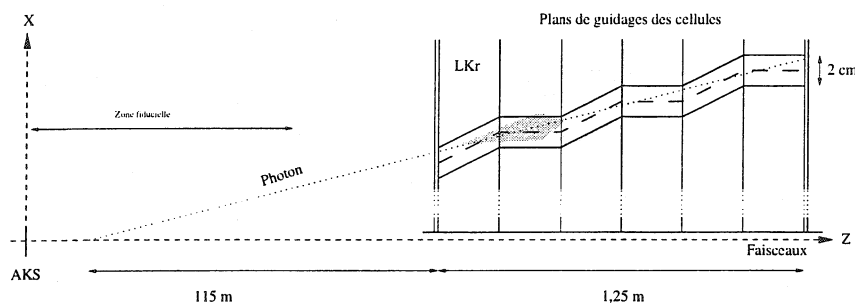 X
Plans de guidages des cellules
LKr
2 cm
Zone fiducielle
Photon
Z
Faisceaux
AKS
115 m
1,25 m